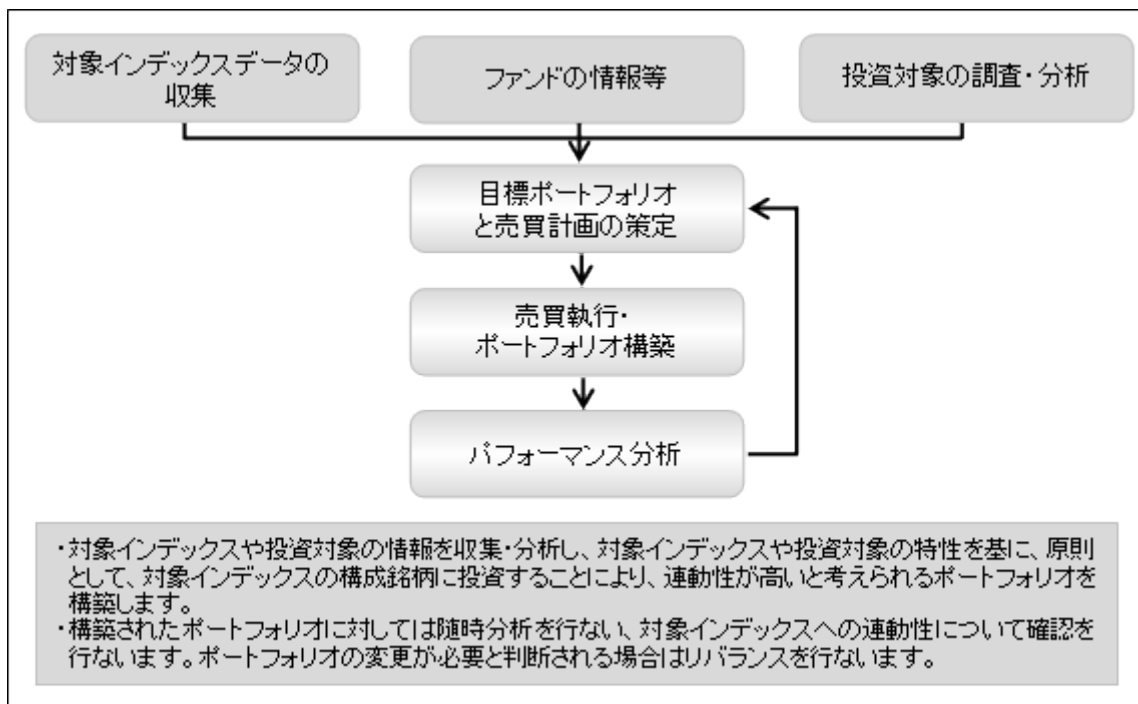 対象インデックスデータの
収集
ファンドの情報等
投資対象の調査・分析
目標ポートフォリオ
と売買計画の策定
売買執行・
ポートフォリオ構築
パフォーマンス分析
・対象インデックスや投資対象の情報を収集・分析し、対象インデックスや投資対象の特性を基に、原則
として、対象インデックスの構成銘柄に投資することにより、連動性が高いと考えられるポートフォリオを
構築します。
・構築されたポートフォリオに対しては随時分析を行ない、対象インデックスへの連動性について確認を
行ないます。ポートフォリオの変更が必要と判断される場合はリバランスを行ないます。